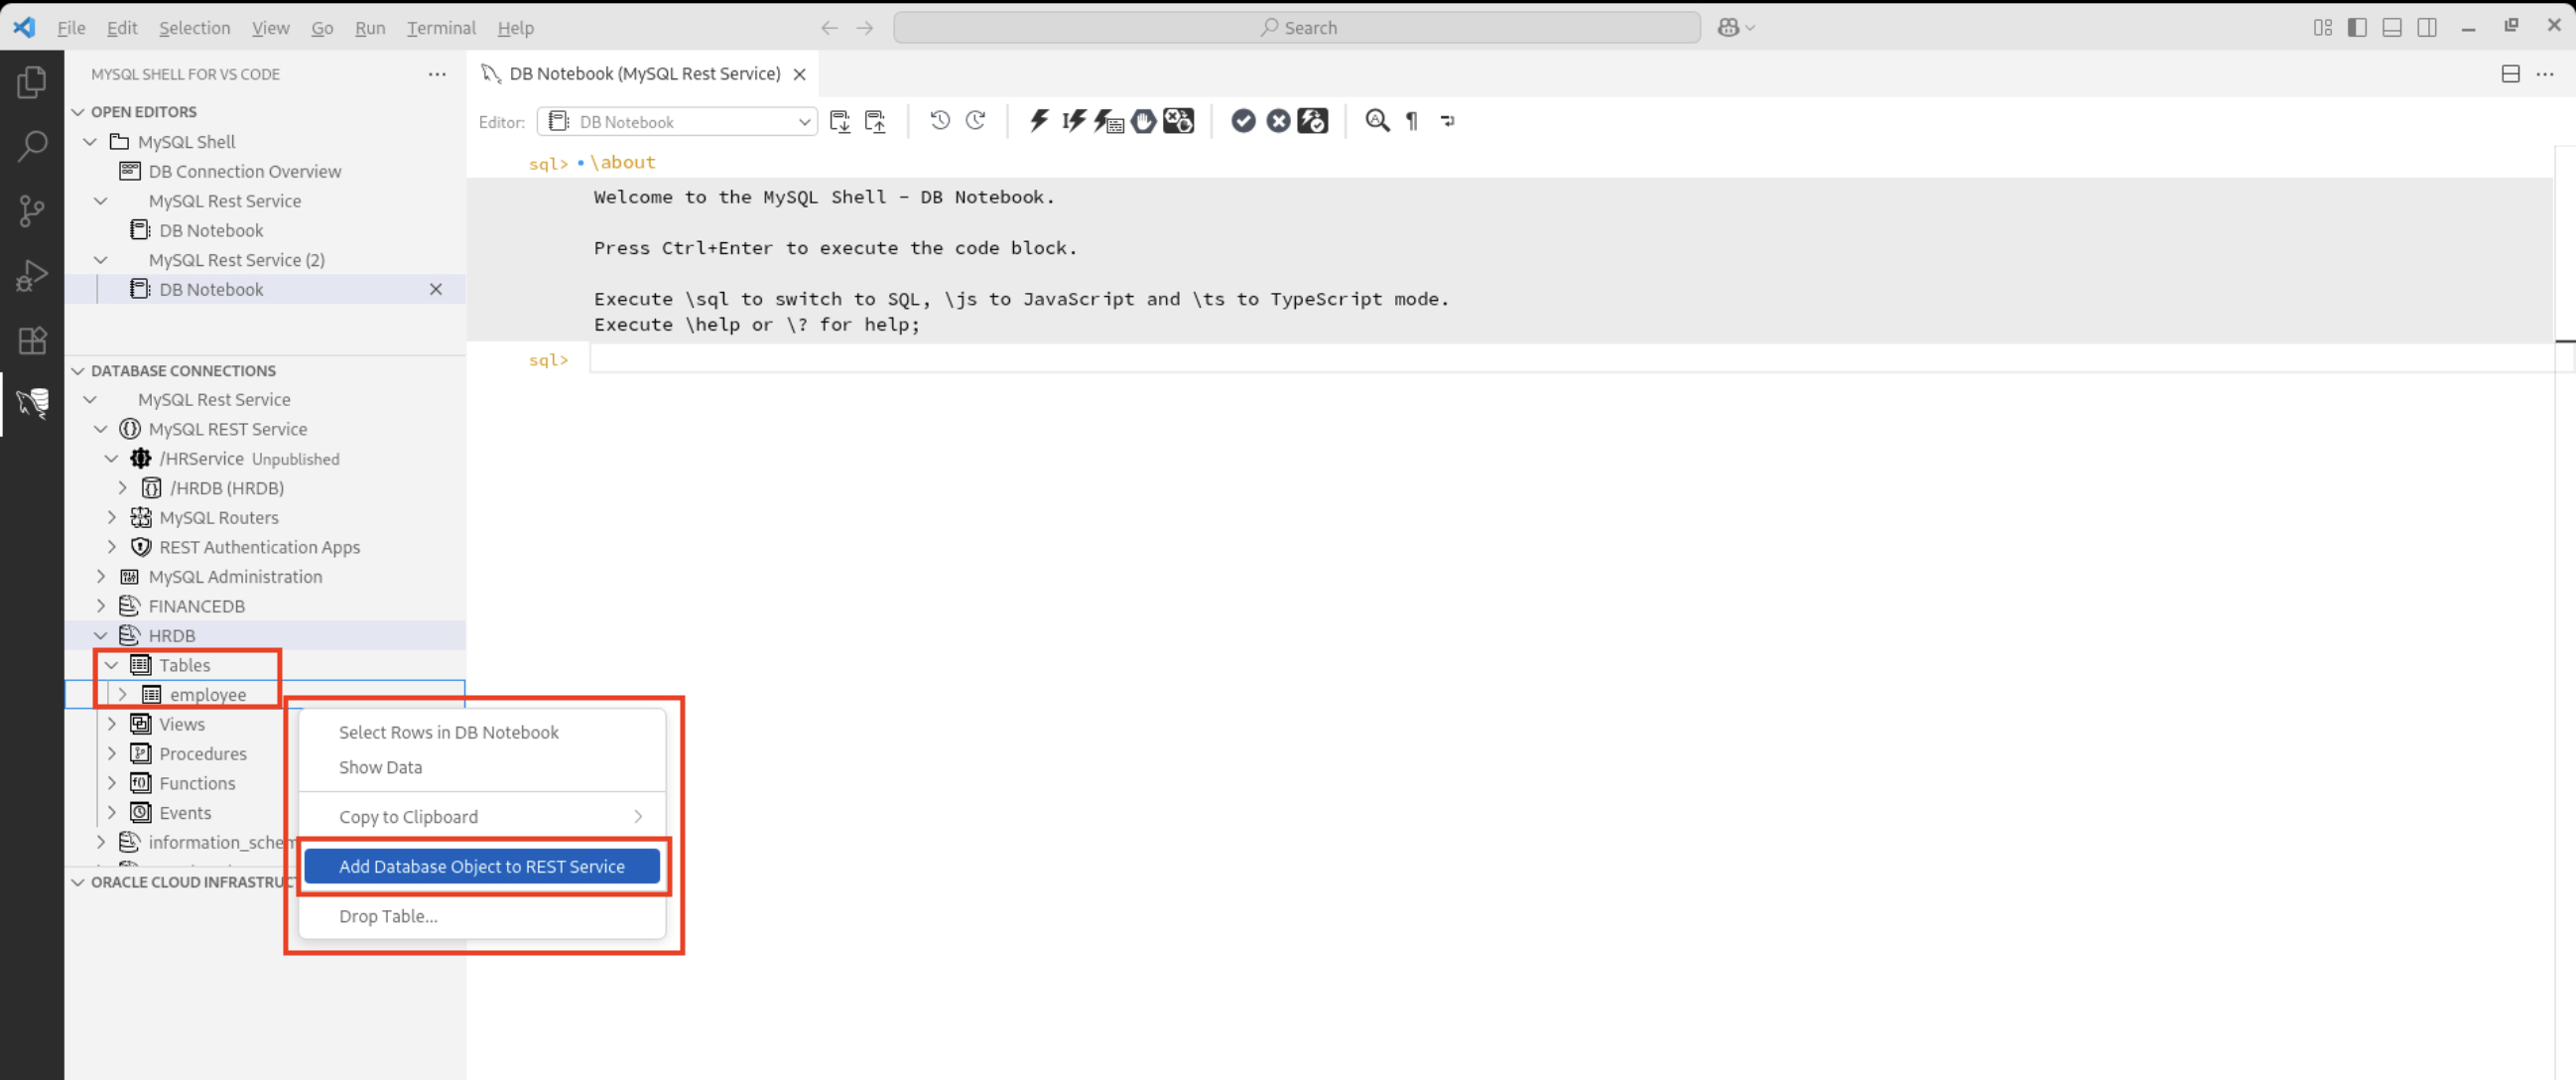 File Edit Selection View Go Run Terminal Help
Search
MYSQL SHELL FOR VS CODE
DB Notebook (MySQL Rest Service)
OPEN EDITORS
MySQL Shell
DB Connection Overview
MySQL Rest Service
DB Notebook
MySQL Rest Service (2)
DB Notebook
DATABASE CONNECTIONS
MySQL Rest Service
MySQL REST Service
/HRService Unpublished
/HRDB (HRDB)
MySQL Routers
REST Authentication Apps
MySQL Administration
FINANCEDB
HRDB
Tables
employee
Views
Procedures
Functions
Events
information_schem
ORACLE CLOUD INFRASTRUCT
Select Rows in DB Notebook
Show Data
Copy to Clipboard
Add Database Object to REST Service
Drop Table...
Editor: DB Notebook
sql> \about
Welcome to the MySQL Shell - DB Notebook.
Press Ctrl+Enter to execute the code block.
Execute \sql to switch to SQL, \js to JavaScript and \ts to TypeScript mode.
Execute \help or \? for help;
sql>